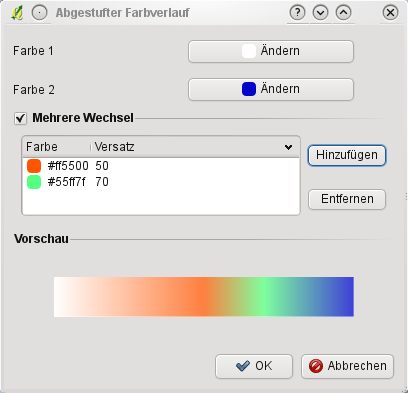 Abgestufter Farbverlauf
Farbe 1 Ändern
Farbe 2 Ändern
Mehrere Wechsel
Farbe Versatz
#ff5500 50
#55ff7f 70
Hinzufügen
Entfernen
Vorschau
OK Abbrechen